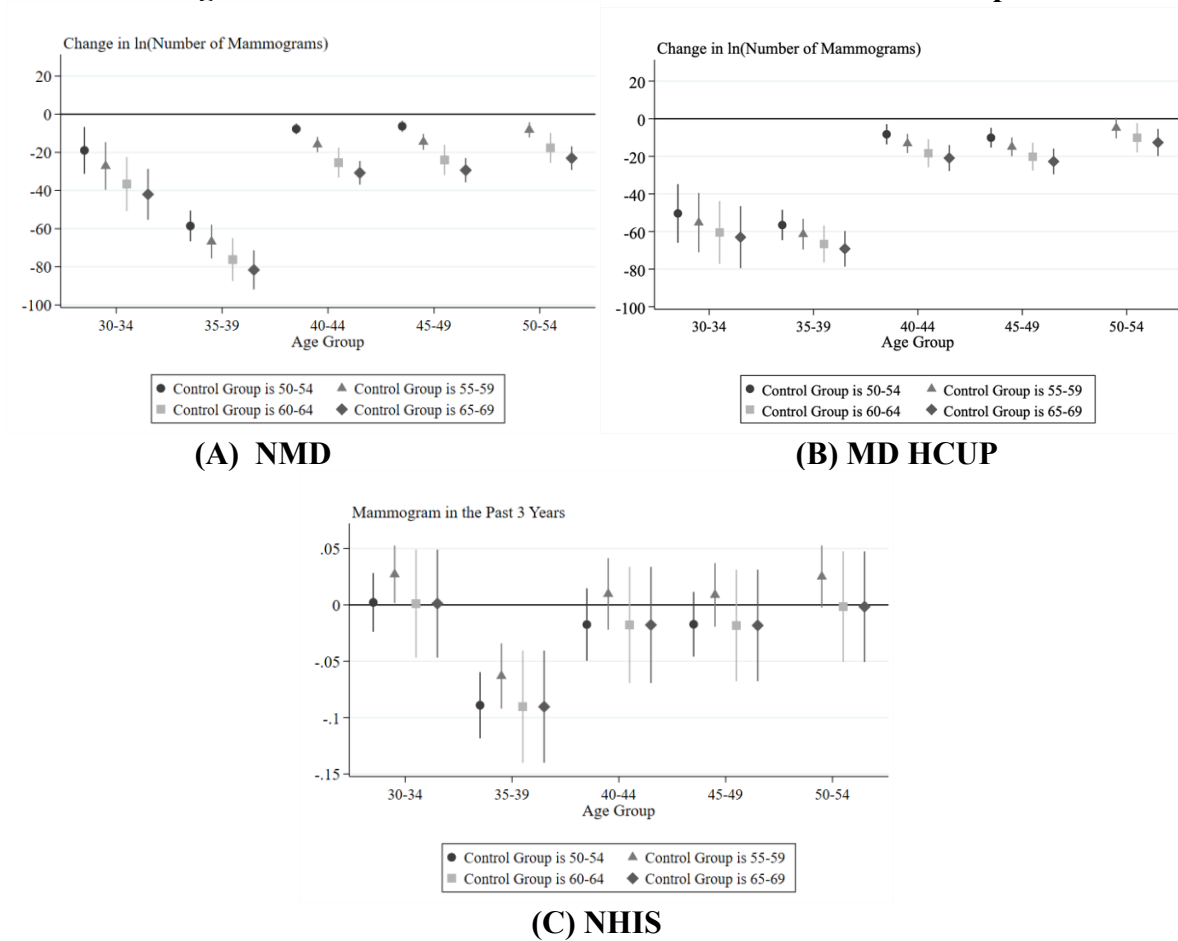 Change in ln(Number of Mammograms)
20
0
-20
-40
-60
-80
-100
30-34 35-39 40-44 45-49 50-54
Age Group
Control Group is 50-54 Control Group is 55-59
Control Group is 60-64 Control Group is 65-69
(A) NMD
Change in ln(Number of Mammograms)
20
0
-20
-40
-60
-80
-100
30-34 35-39 40-44 45-49 50-54
Age Group
Control Group is 50-54 Control Group is 55-59
Control Group is 60-64 Control Group is 65-69
(B) MD HCUP
Mammogram in the Past 3 Years
.05
0
-.05
-.1
-.15
30-34 35-39 40-44 45-49 50-54
Age Group
Control Group is 50-54 Control Group is 55-59
Control Group is 60-64 Control Group is 65-69
(C) NHIS